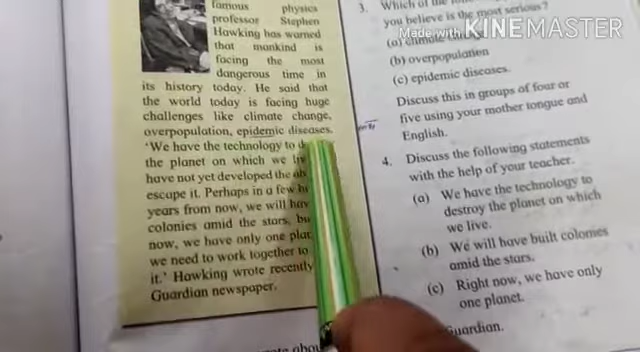 famous physics
professor Stephen
Hawking has warned
that mankind is
facing the most
dangerous time in
its history today. He said that
the world today is facing huge
challenges like climate change,
overpopulation, epidemic diseases.
'We have the technology to
the planet on which we
have not yet developed the
escape it. Perhaps in a few
years from now, we will
colonies amid the stars,
now, we have only one
we need to work together to
it.' Hawking wrote recently
Guardian newspaper.
3. Which of the
you believe is the most serious?
Made with KINEMASTER
(a)
(b) overpopulation
(c) epidemic diseases.
Discuss this in groups of four or
five using your mother tongue and
English.
4. Discuss the following statements
with the help of your teacher.
(a) We have the technology to
destroy the planet on which
we live.
(b) We will have built colonies
amid the stars.
(c) Right now, we have only
one planet.
Guardian.